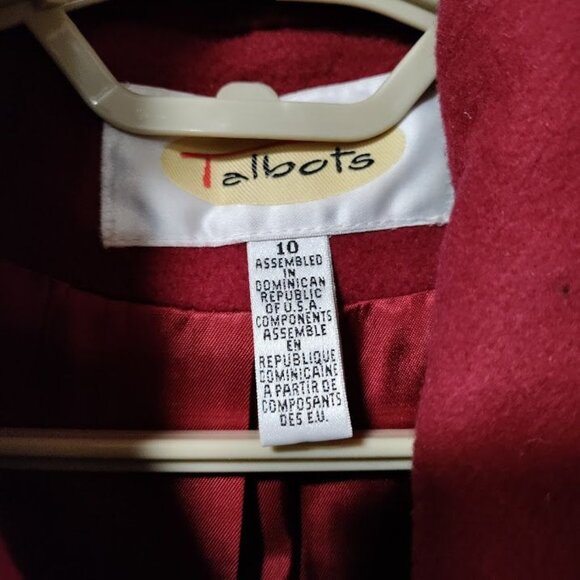 Talbots
10
ASSEMBLED
IN
DOMINICAN
REPUBLIC
OF U.S.A.
COMPONENTS
ASSEMBLE
EN
REPUBLIQUE
DOMINICAINE
A PARTIR DE
COMPOSANTS
DES E.U.